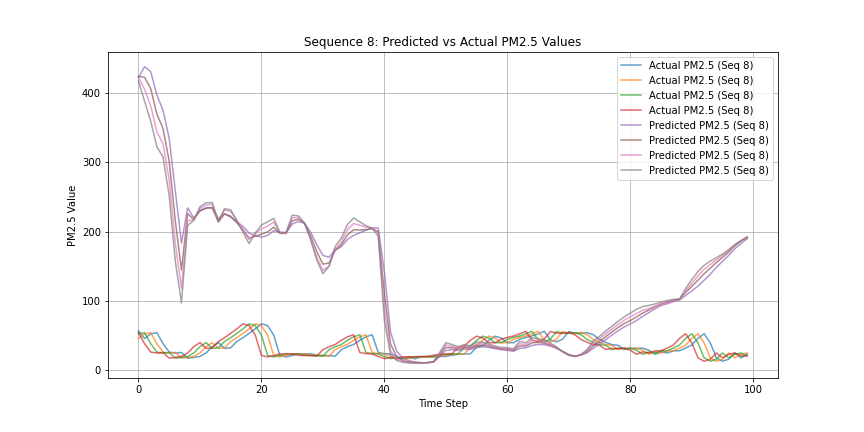 Sequence 8: Predicted vs Actual PM2.5 Values
Actual PM2.5 (Seq 8)
Actual PM2.5 (Seq 8)
Actual PM2.5 (Seq 8)
Actual PM2.5 (Seq 8)
Predicted PM2.5 (Seq 8)
Predicted PM2.5 (Seq 8)
Predicted PM2.5 (Seq 8)
Predicted PM2.5 (Seq 8)
PM2.5 Value
400
300
200
100
0
0 20 40 60 80 100
Time Step